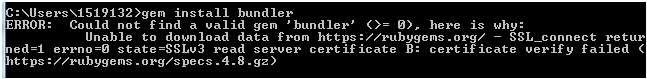 C:\Users\1519132>gem install bundler
ERROR:  Could not find a valid gem 'bundler' (>= 0), here is why:
          Unable to download data from https://rubygems.org/ - SSL_connect retur
ned=1 errno=0 state=SSLv3 read server certificate B: certificate verify failed (
https://rubygems.org/specs.4.8.gz)